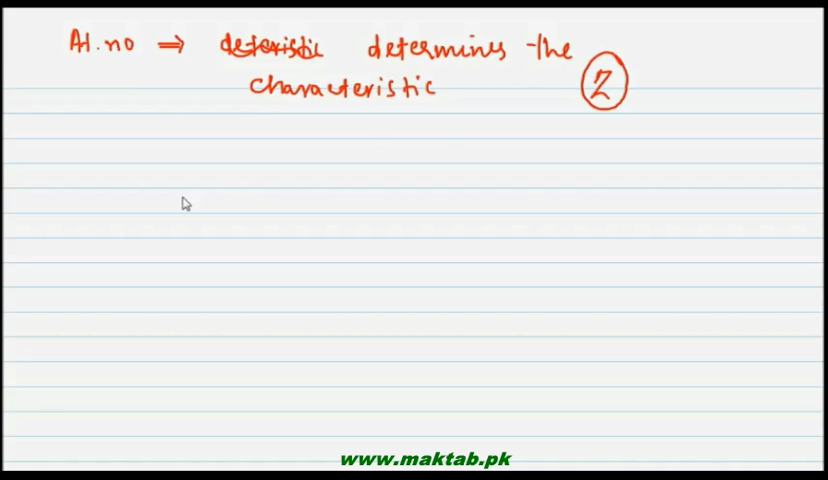 At.no ⇒ deteristic determines the
characteristic Z
www.maktab.pk